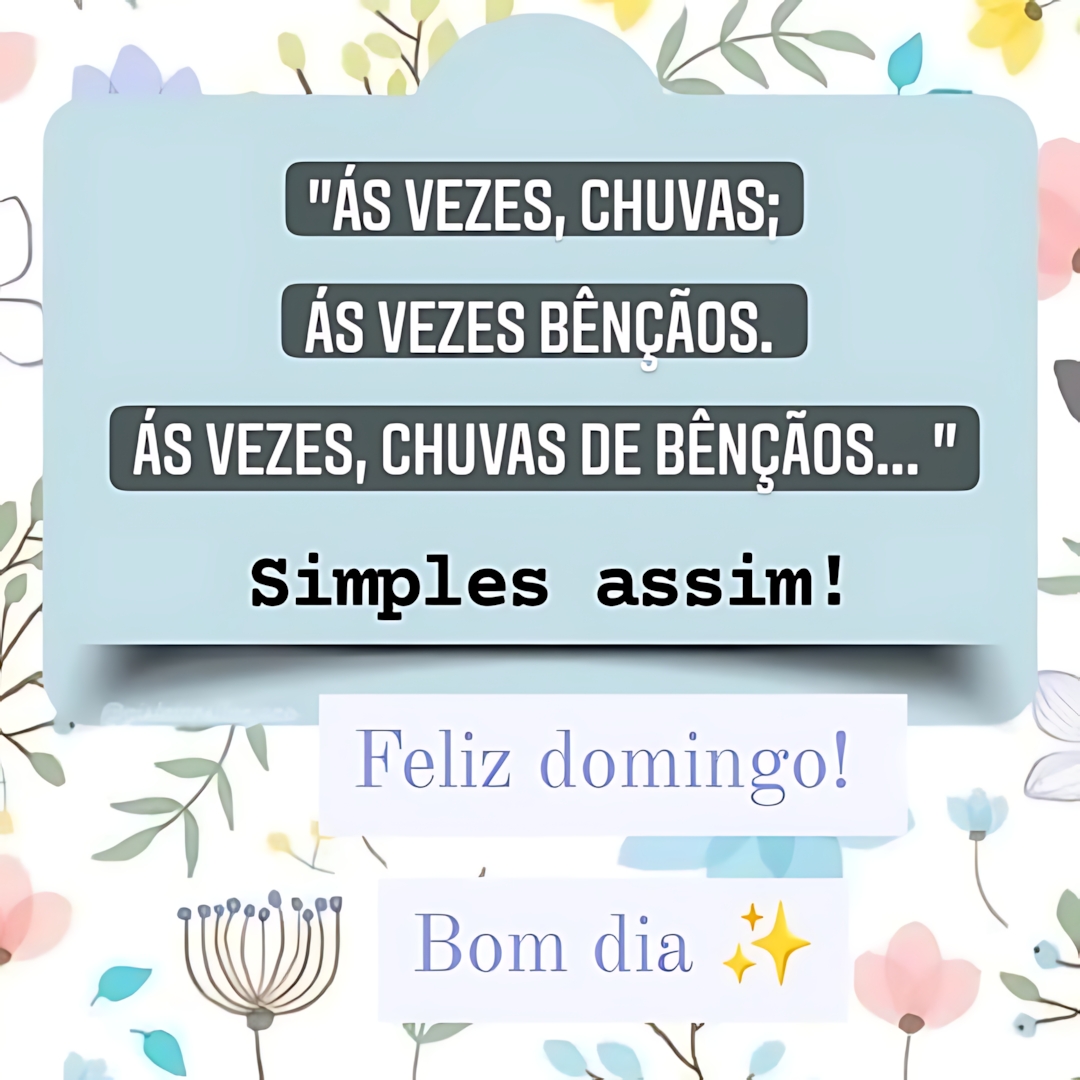 "ÁS VEZES, CHUVAS;
ÁS VEZES BÊNÇÃOS.
ÁS VEZES, CHUVAS DE BÊNÇÃOS... "
Simples assim!
Feliz domingo!
Bom dia ✨